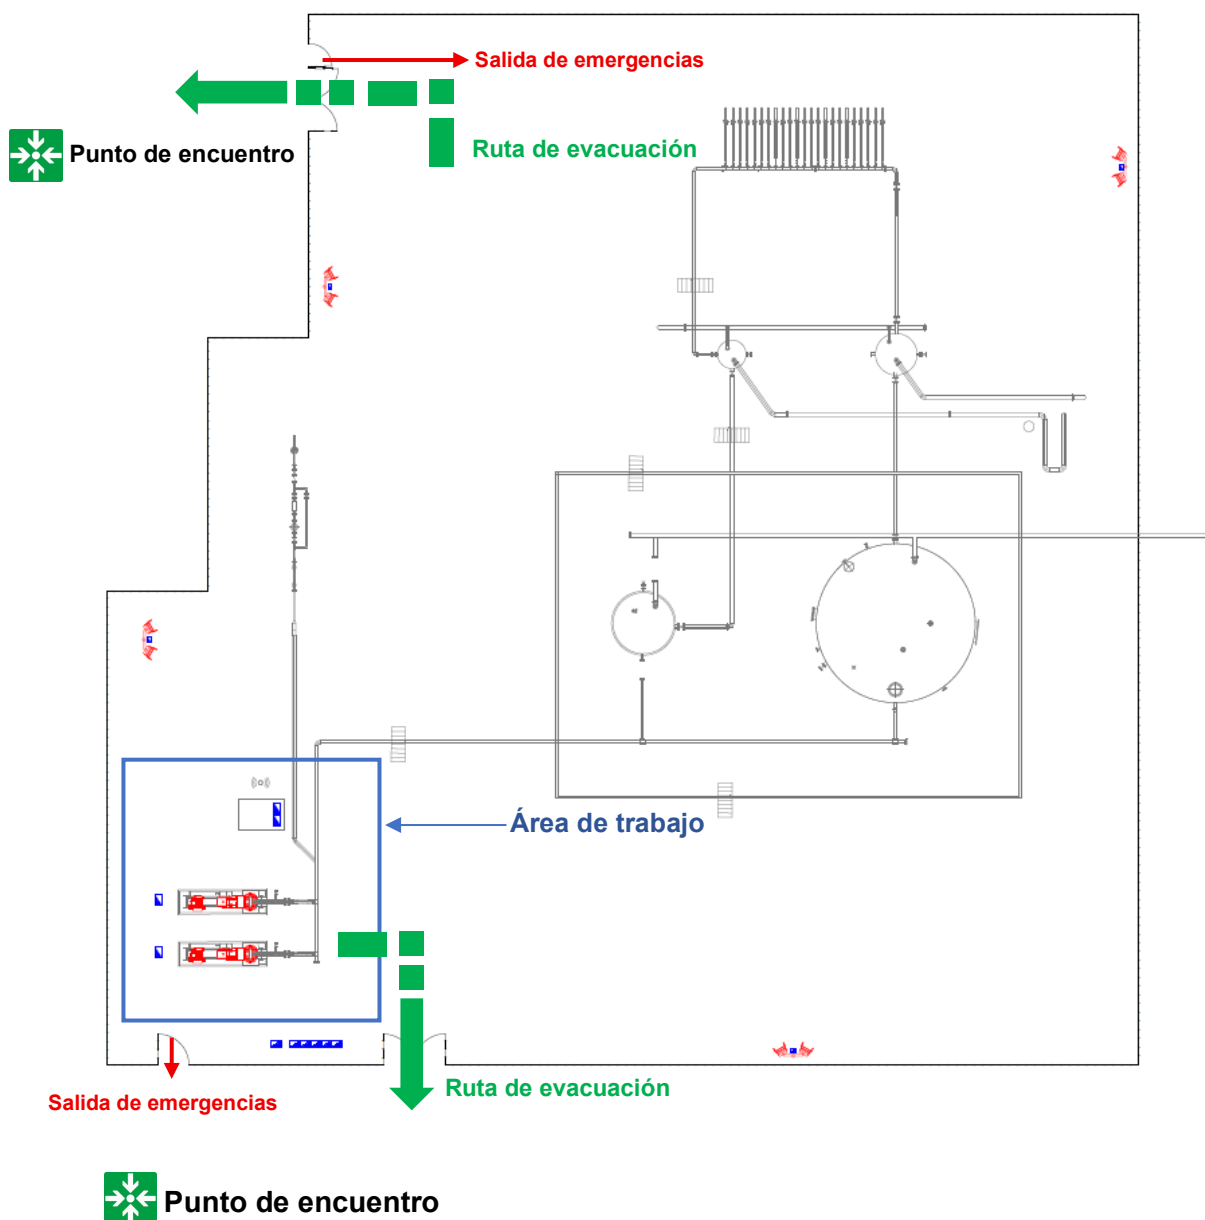 Salida de emergencias
Punto de encuentro
Ruta de evacuación
Área de trabajo
Ruta de evacuación
Salida de emergencias
Punto de encuentro